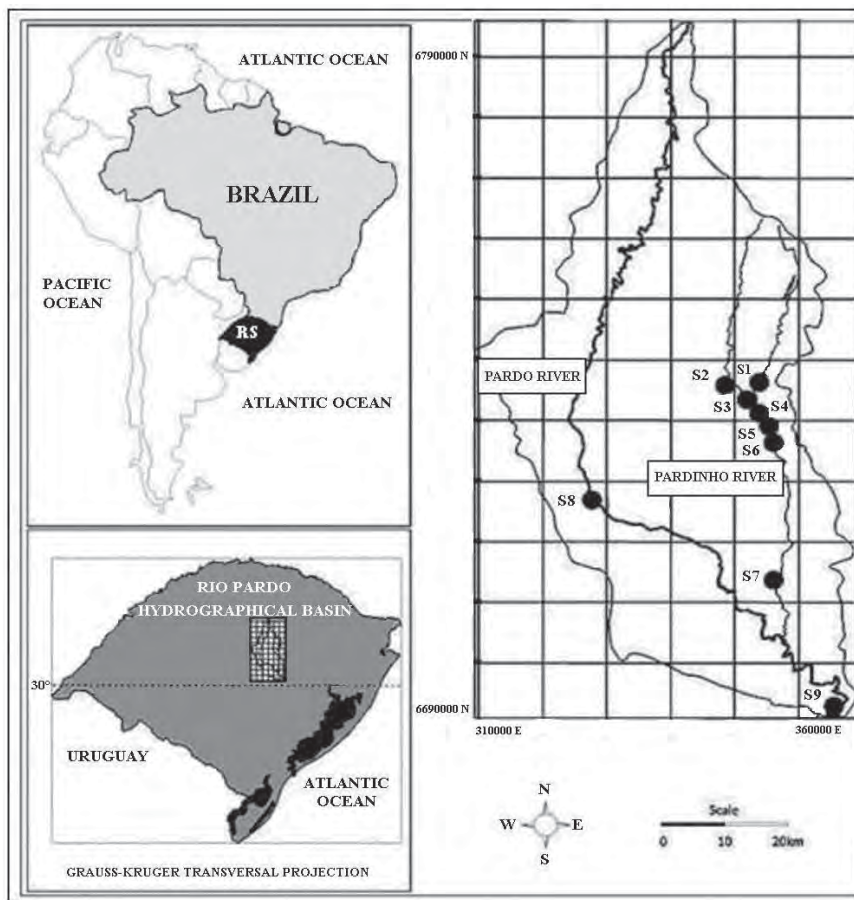 ATLANTIC OCEAN
BRAZIL
PACIFIC
OCEAN
RS
ATLANTIC OCEAN
RIO PARDO
HYDROGRAPHICAL BASIN
30°
URUGUAY
ATLANTIC
OCEAN
GRAUSS-KRUGER TRANSVERSAL PROJECTION
6790000 N
PARDO RIVER
S2
S1
S3
S4
S5
S6
PARDINHO RIVER
S8
S7
S9
6690000 N
310000 E
360000 E
N
W
E
S
Scale
0
10
20km